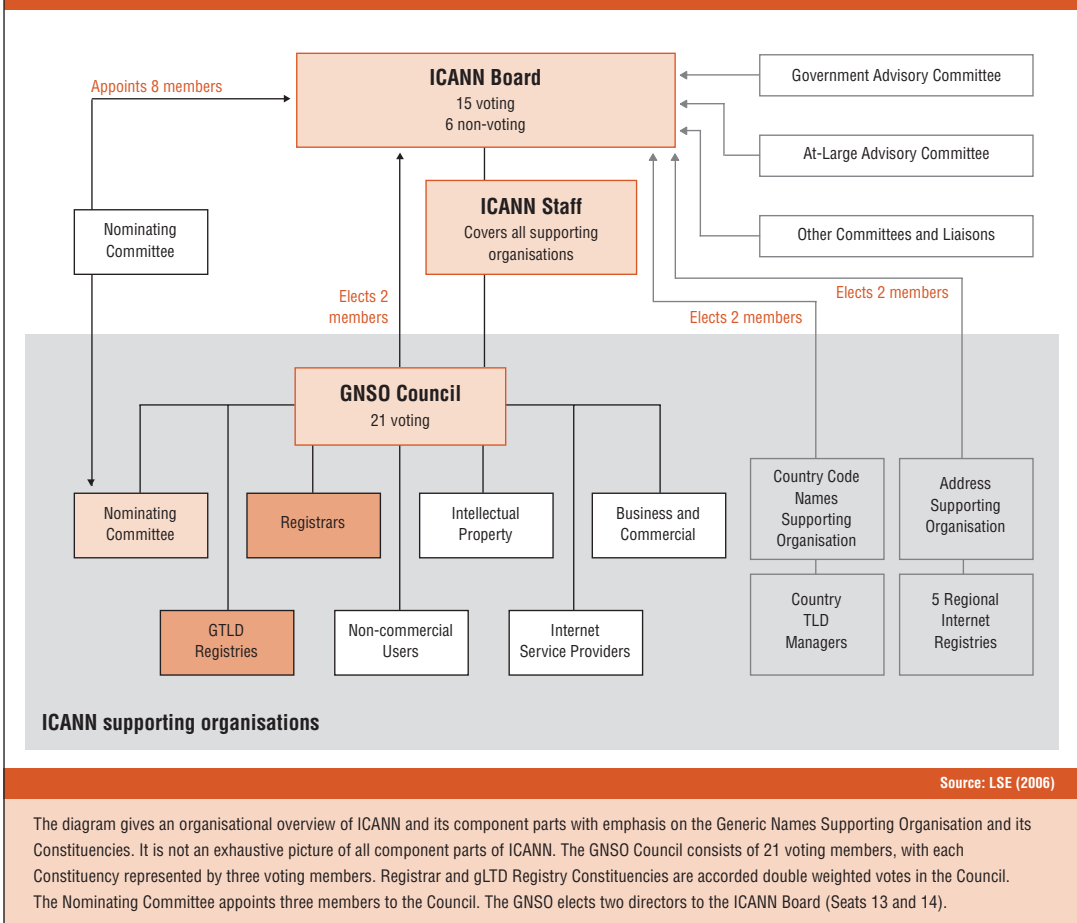 Appoints 8 members
ICANN Board
15 voting
6 non-voting
Government Advisory Committee
At-Large Advisory Committee
Other Committees and Liaisons
Nominating
Committee
ICANN Staff
Covers all supporting
organisations
Elects 2
members
Elects 2 members
Elects 2 members
GNSO Council
21 voting
Nominating
Committee
Registrars
Intellectual
Property
Business and
Commercial
Country Code
Names
Supporting
Organisation
Address
Supporting
Organisation
GTLD
Registries
Non-commercial
Users
Internet
Service Providers
Country
TLD
Managers
5 Regional
Internet
Registries
ICANN supporting organisations
Source: LSE (2006)
The diagram gives an organisational overview of ICANN and its component parts with emphasis on the Generic Names Supporting Organisation and its
Constituencies. It is not an exhaustive picture of all component parts of ICANN. The GNSO Council consists of 21 voting members, with each
Constituency represented by three voting members. Registrar and gLTD Registry Constituencies are accorded double weighted votes in the Council.
The Nominating Committee appoints three members to the Council. The GNSO elects two directors to the ICANN Board (Seats 13 and 14).